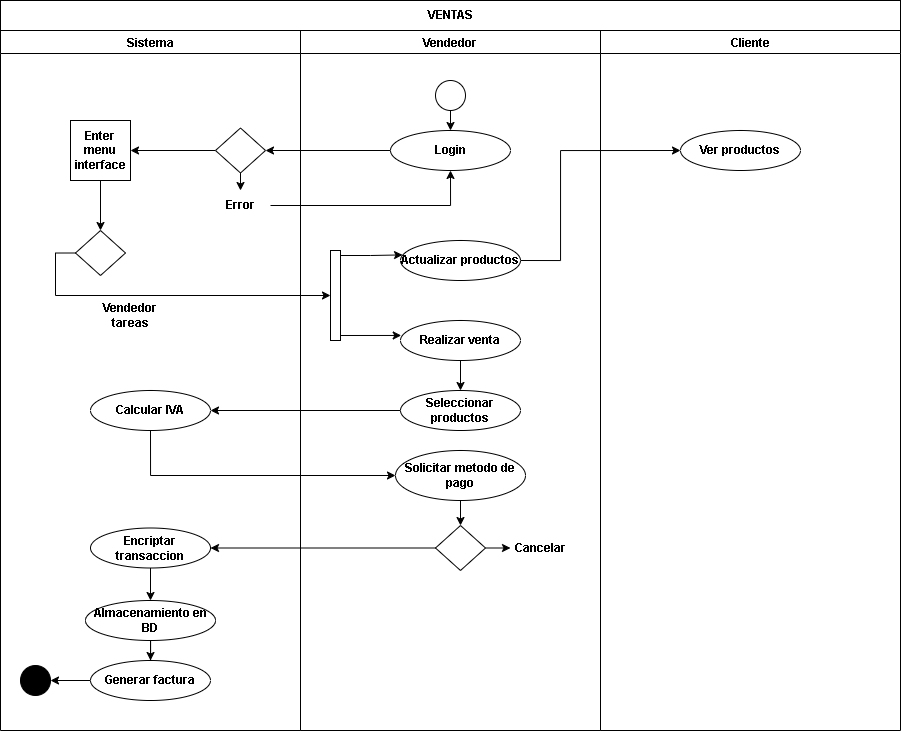 VENTAS
Sistema
Vendedor
Cliente
Enter
menu
interface
Login
Ver productos
Error
Actualizar productos
Vendedor
tareas
Realizar venta
Calcular IVA
Seleccionar
productos
Solicitar metodo de
pago
Encriptar
transaccion
Cancelar
Almacenamiento en
BD
Generar factura